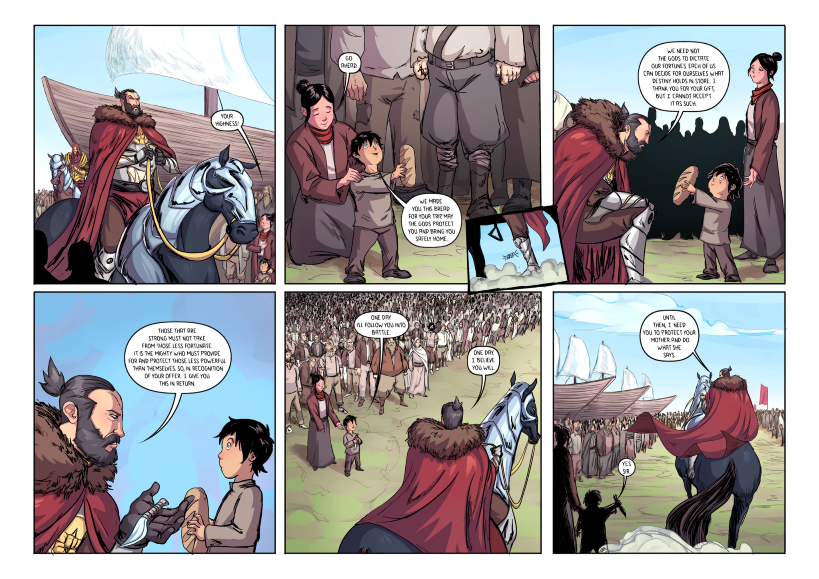 YOUR
HIGHNESS!
GO
AHEAD.
WE MADE
YOU THIS BREAD
FOR YOUR TRIP. MAY
THE GODS PROTECT
YOU AND BRING YOU
SAFELY HOME.
WE NEED NOT
THE GODS TO DICTATE
OUR FORTUNES. EACH OF US
CAN DECIDE FOR OURSELVES WHAT
DESTINY HOLDS IN STORE. I
THANK YOU FOR YOUR GIFT,
BUT I CANNOT ACCEPT
IT AS SUCH.
THOSE THAT ARE
STRONG MUST NOT TAKE
FROM THOSE LESS FORTUNATE.
IT IS THE MIGHTY WHO MUST PROVIDE
FOR AND PROTECT THOSE LESS POWERFUL
THAN THEMSELVES. SO, IN RECOGNITION
OF YOUR OFFER. I GIVE YOU
THIS IN RETURN.
ONE DAY
I'LL FOLLOW YOU INTO
BATTLE.
ONE DAY,
I BELIEVE
YOU WILL.
UNTIL
THEN, I NEED
YOU TO PROTECT YOUR
MOTHER AND DO
WHAT SHE
SAYS.
YES
SIR.